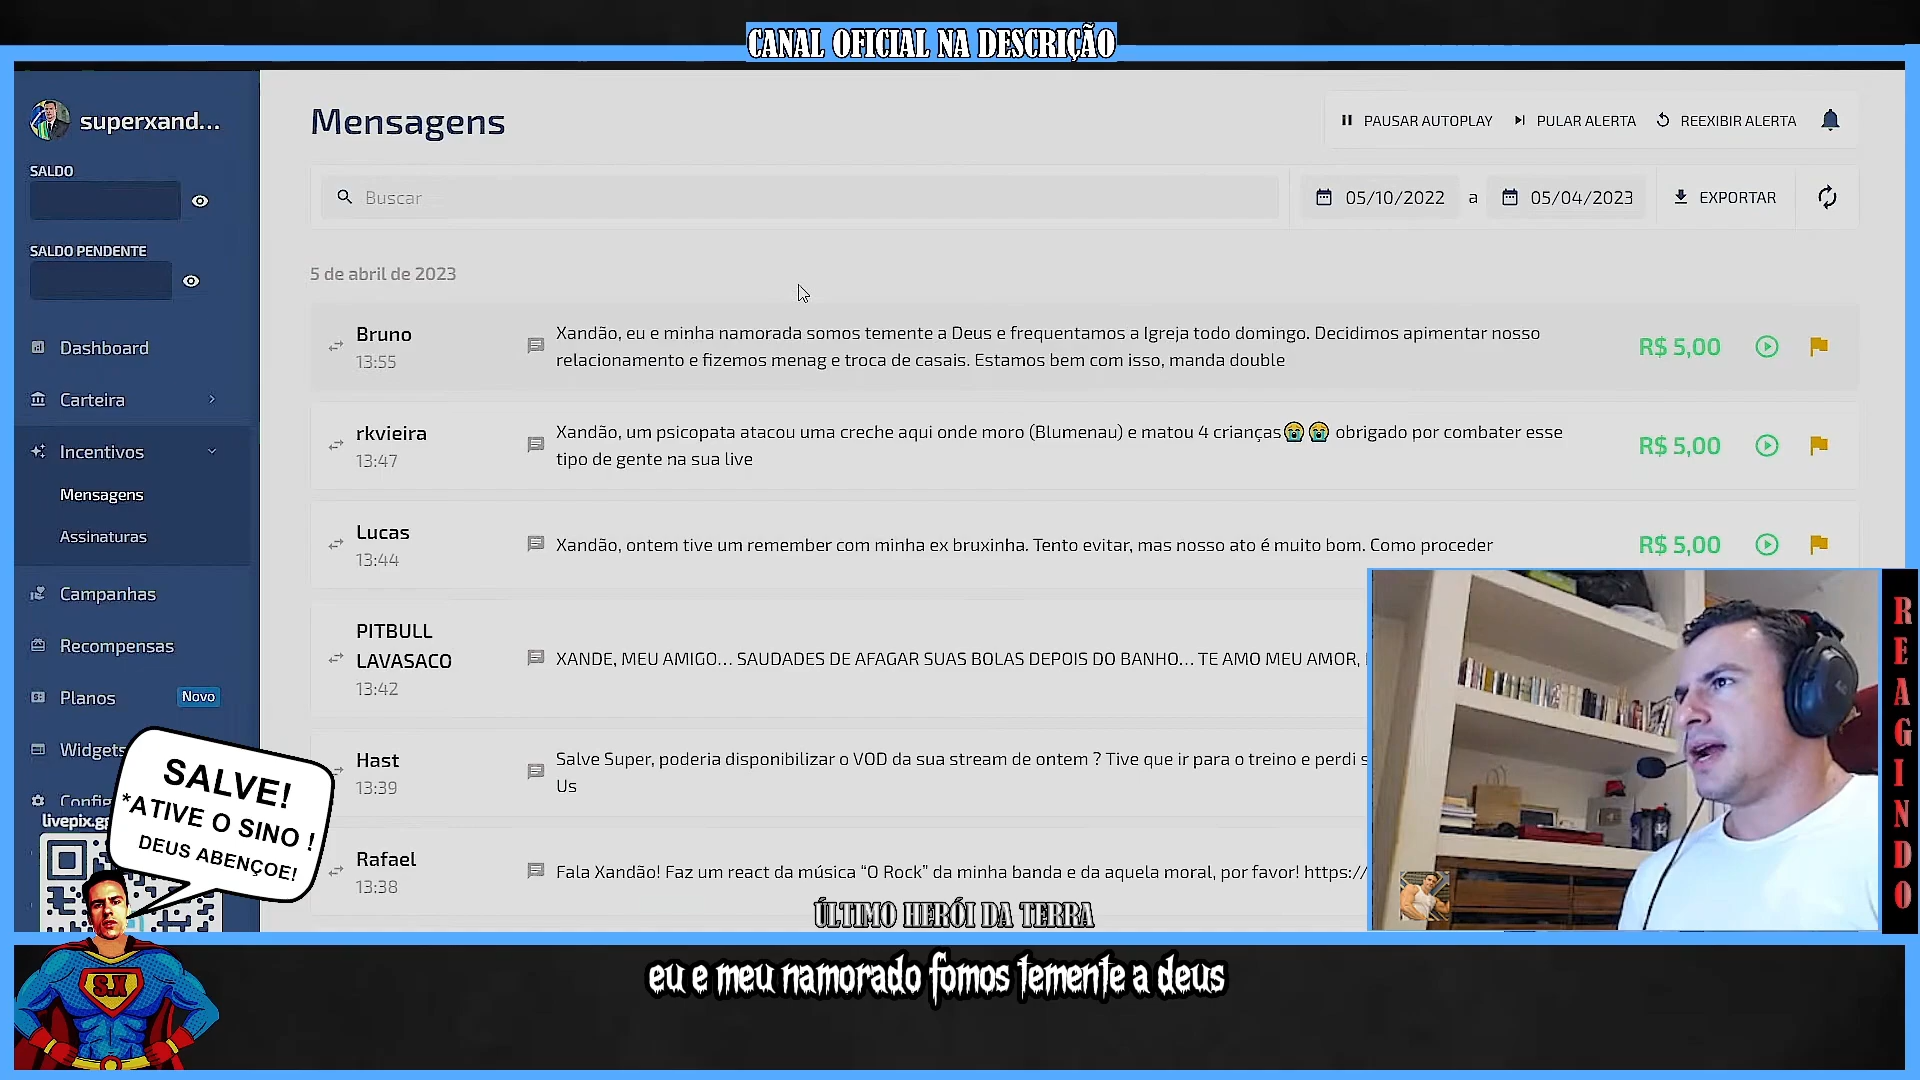 CANAL OFICIAL NA DESCRIÇÃO
superxand...
SALDO
SALDO PENDENTE
Dashboard
Carteira
Incentivos
Mensagens
Assinaturas
Campanhas
Recompensas
Planos
Novo
Widgets
Config
livepix.gg
SALVE!
*ATIVE O SINO !
DEUS ABENÇOE!
S.X
Mensagens
PAUSAR AUTOPLAY
PULAR ALERTA
REEXIBIR ALERTA
Buscar
05/10/2022 a 05/04/2023
EXPORTAR
5 de abril de 2023
Bruno
13:55
Xandão, eu e minha namorada somos temente a Deus e frequentamos a Igreja todo domingo. Decidimos apimentar nosso
relacionamento e fizemos menag e troca de casais. Estamos bem com isso, manda double
R$ 5,00
rkvieira
13:47
Xandão, um psicopata atacou uma creche aqui onde moro (Blumenau) e matou 4 crianças😭😭 obrigado por combater esse
tipo de gente na sua live
R$ 5,00
Lucas
13:44
Xandão, ontem tive um remember com minha ex bruxinha. Tento evitar, mas nosso ato é muito bom. Como proceder
R$ 5,00
PITBULL
LAVASACO
13:42
XANDE, MEU AMIGO... SAUDADES DE AFAGAR SUAS BOLAS DEPOIS DO BANHO... TE AMO MEU AMOR,
Hast
13:39
Salve Super, poderia disponibilizar o VOD da sua stream de ontem ? Tive que ir para o treino e perdi
Us
Rafael
13:38
Fala Xandão! Faz um react da música “O Rock” da minha banda e da aquela moral, por favor! https://
REAGINDO
ÚLTIMO HERÓI DA TERRA
eu e meu namorado fomos temente a deus